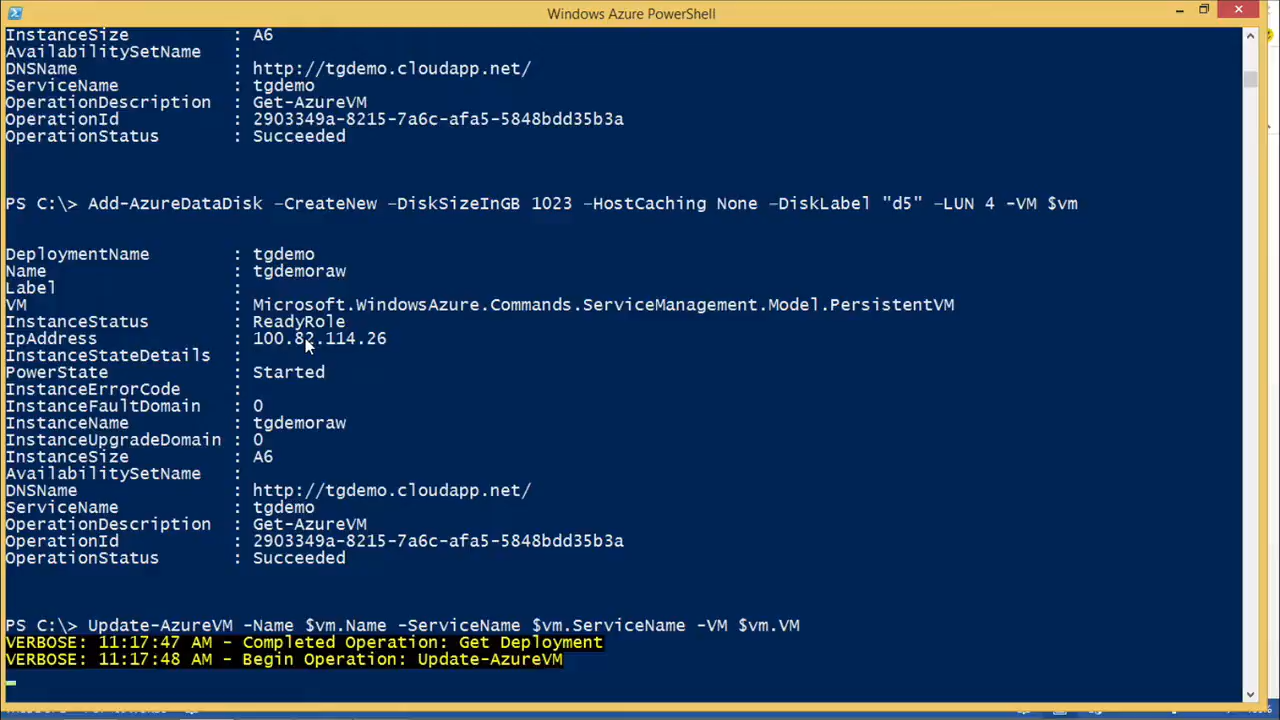 Windows Azure PowerShell
InstanceSize : A6
AvailabilitySetName :
DNSName : http://tgdemo.cloudapp.net/
ServiceName : tgdemo
OperationDescription : Get-AzureVM
OperationId : 2903349a-8215-7a6c-afa5-5848bdd35b3a
OperationStatus : Succeeded
PS C:\> Add-AzureDataDisk –CreateNew –DiskSizeInGB 1023 –HostCaching None –DiskLabel "d5" –LUN 4 -VM $vm
DeploymentName : tgdemo
Name : tgdemoraw
Label :
VM : Microsoft.WindowsAzure.Commands.ServiceManagement.Model.PersistentVM
InstanceStatus : ReadyRole
IpAddress : 100.82.114.26
InstanceStateDetails :
PowerState : Started
InstanceErrorCode :
InstanceFaultDomain : 0
InstanceName : tgdemoraw
InstanceUpgradeDomain : 0
InstanceSize : A6
AvailabilitySetName :
DNSName : http://tgdemo.cloudapp.net/
ServiceName : tgdemo
OperationDescription : Get-AzureVM
OperationId : 2903349a-8215-7a6c-afa5-5848bdd35b3a
OperationStatus : Succeeded
PS C:\> Update-AzureVM -Name $vm.Name -ServiceName $vm.ServiceName -VM $vm.VM
VERBOSE: 11:17:47 AM - Completed Operation: Get Deployment
VERBOSE: 11:17:48 AM - Begin Operation: Update-AzureVM